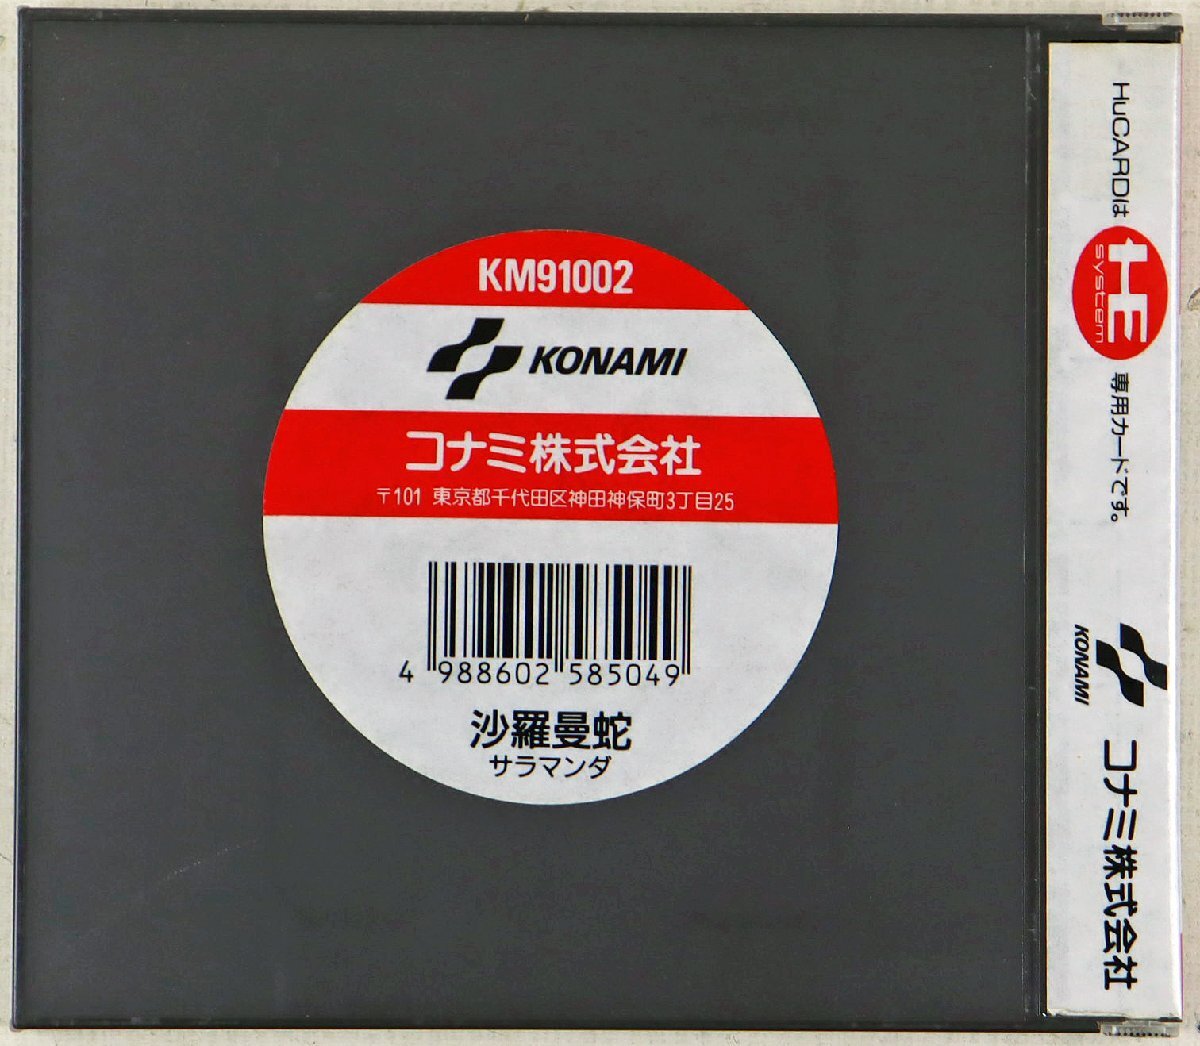 KM91002
KONAMI
コナミ株式会社
〒101 東京都千代田区神田神保町3丁目25
4 988602 585049
沙羅曼蛇
サラマンダ
HuCARDは
HE
system
専用カードです。
KONAMI
コナミ株式会社